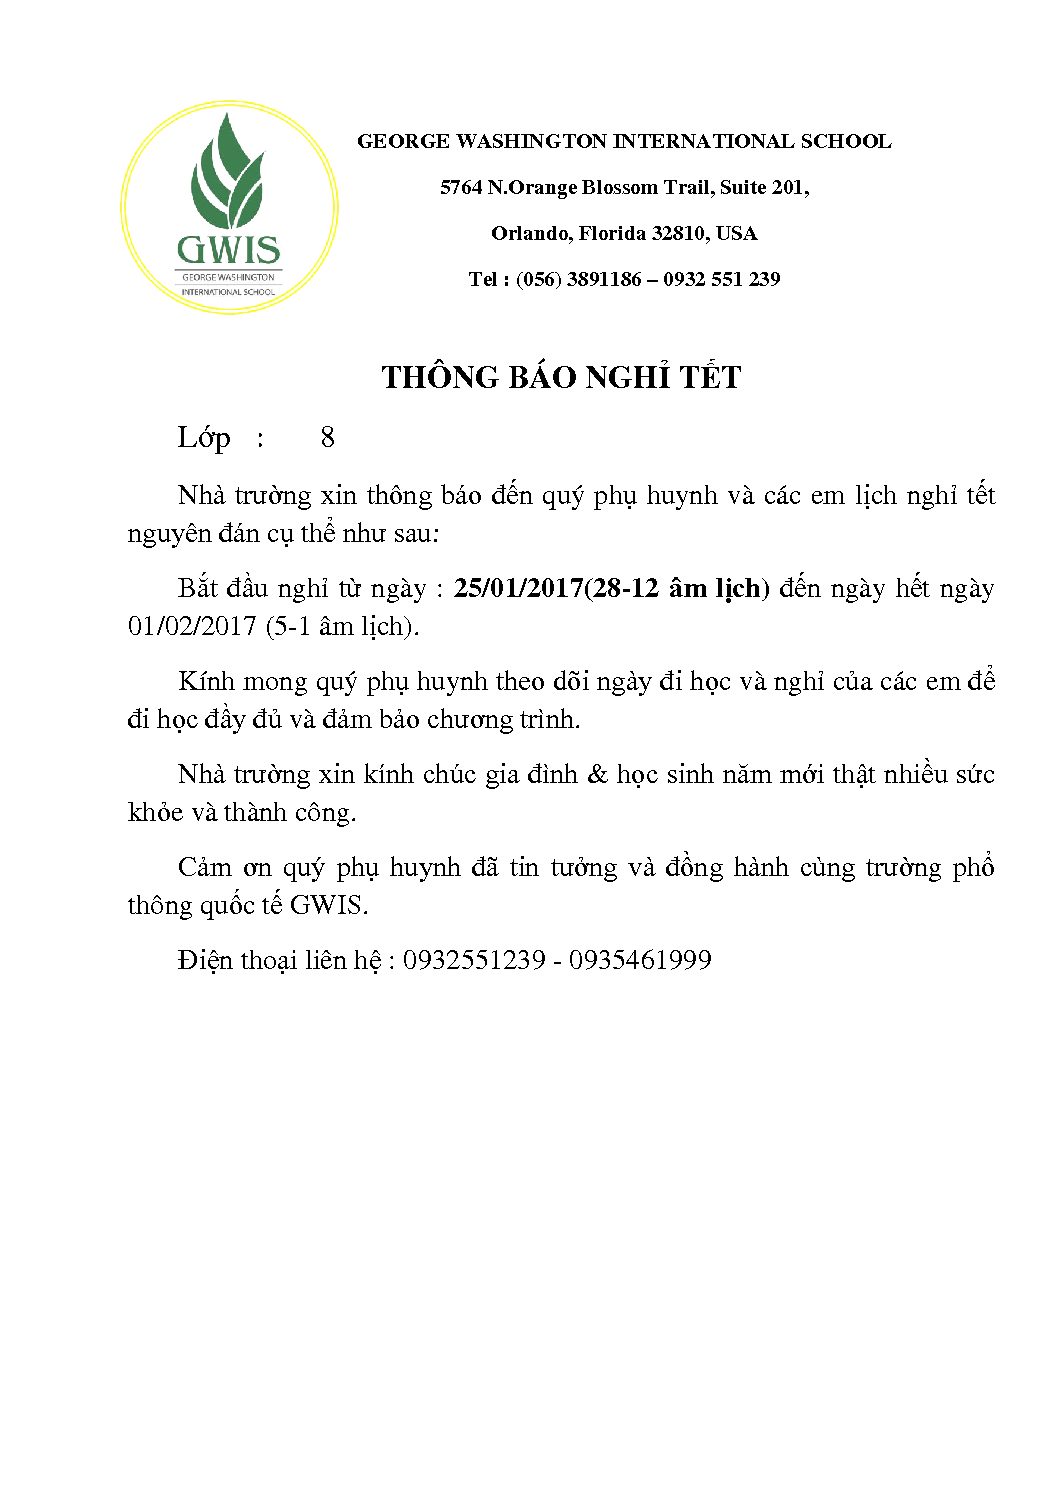 GWIS
GEORGE WASHINGTON
INTERNATIONAL SCHOOL
GEORGE WASHINGTON INTERNATIONAL SCHOOL
5764 N.Orange Blossom Trail, Suite 201,
Orlando, Florida 32810, USA
Tel : (056) 3891186 – 0932 551 239
THÔNG BÁO NGHỈ TẾT
Lớp : 8
Nhà trường xin thông báo đến quý phụ huynh và các em lịch nghỉ tết
nguyên đán cụ thể như sau:
Bắt đầu nghỉ từ ngày : 25/01/2017(28-12 âm lịch) đến ngày hết ngày
01/02/2017 (5-1 âm lịch).
Kính mong quý phụ huynh theo dõi ngày đi học và nghỉ của các em để
đi học đầy đủ và đảm bảo chương trình.
Nhà trường xin kính chúc gia đình & học sinh năm mới thật nhiều sức
khỏe và thành công.
Cảm ơn quý phụ huynh đã tin tưởng và đồng hành cùng trường phổ
thông quốc tế GWIS.
Điện thoại liên hệ : 0932551239 - 0935461999